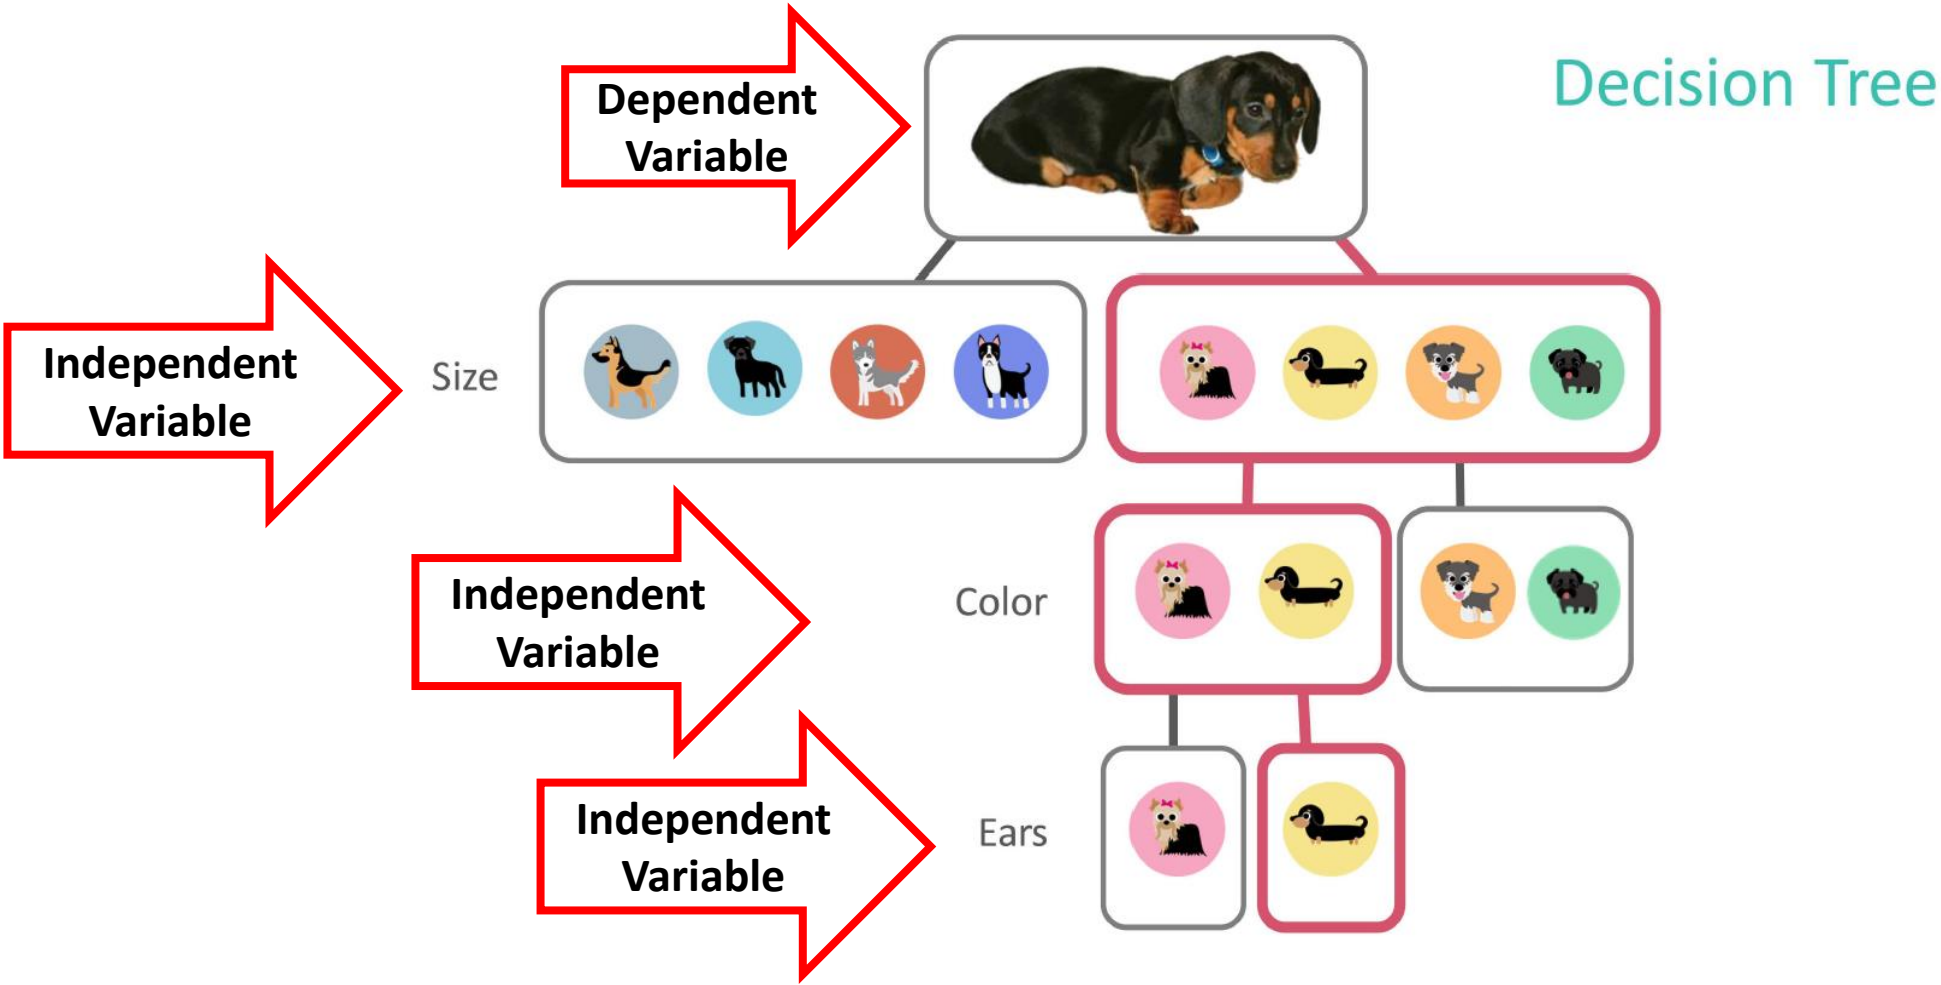 Decision Tree
Dependent
Variable
Independent
Variable
Size
Independent
Variable
Color
Independent
Variable
Ears